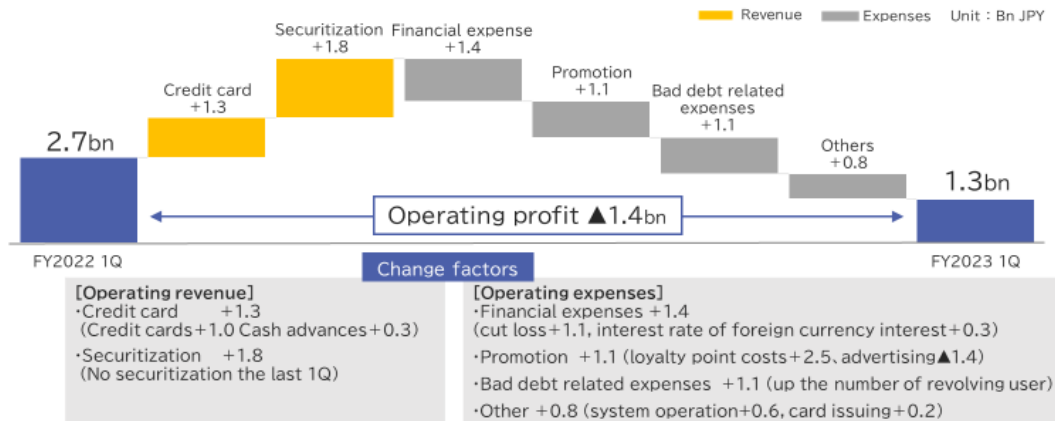 Revenue Expenses Unit：Bn JPY
Securitization
+1.8
Financial expense
+1.4
Credit card
+1.3
Promotion
+1.1
Bad debt related
expenses
+1.1
Others
+0.8
2.7bn
1.3bn
Operating profit ▲1.4bn
FY2022 1Q
FY2023 1Q
Change factors
[Operating revenue]
・Credit card +1.3
(Credit cards+1.0 Cash advances+0.3)
・Securitization +1.8
(No securitization the last 1Q)
[Operating expenses]
・Financial expenses +1.4
(cut loss+1.1, interest rate of foreign currency interest+0.3)
・Promotion +1.1 (loyalty point costs+2.5、advertising▲1.4)
・Bad debt related expenses +1.1 (up the number of revolving user)
・Other +0.8 (system operation+0.6, card issuing+0.2)